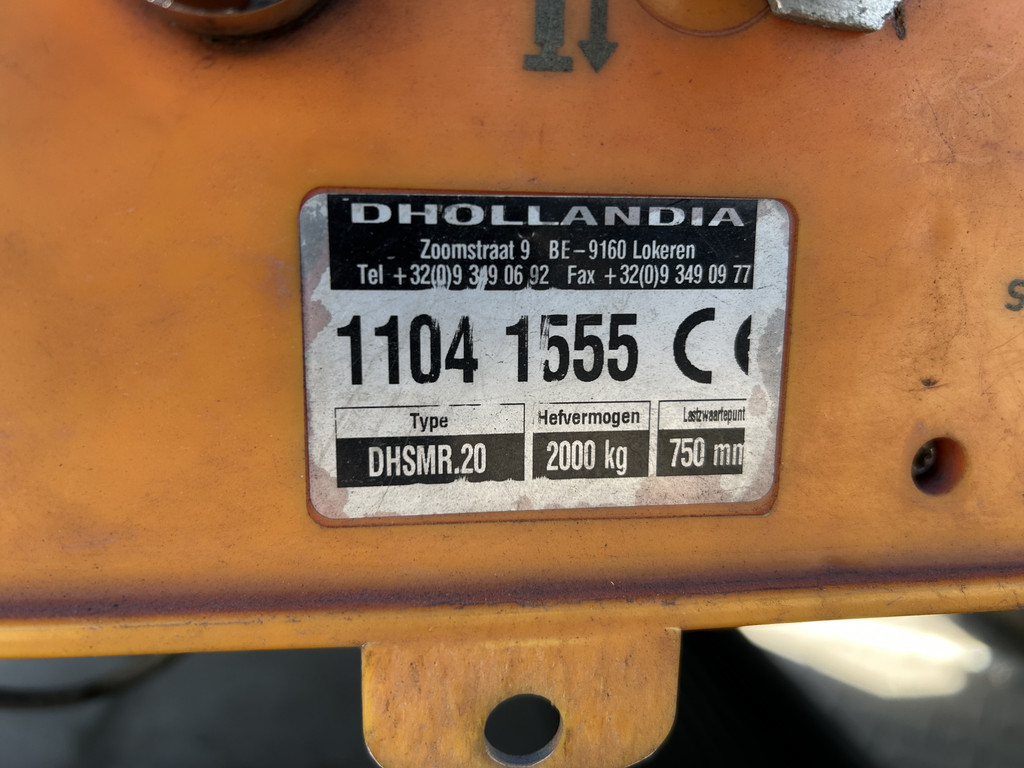 DHOLLANDIA
Zoomstraat 9 BE-9160 Lokeren
Tel +32(0)9 349 06 92 Fax +32(0)9 349 09 77
1104 1555 CE
Type Hefvermogen Lastzwaartepunt
DHSMR.20 2000 kg 750 mm
S